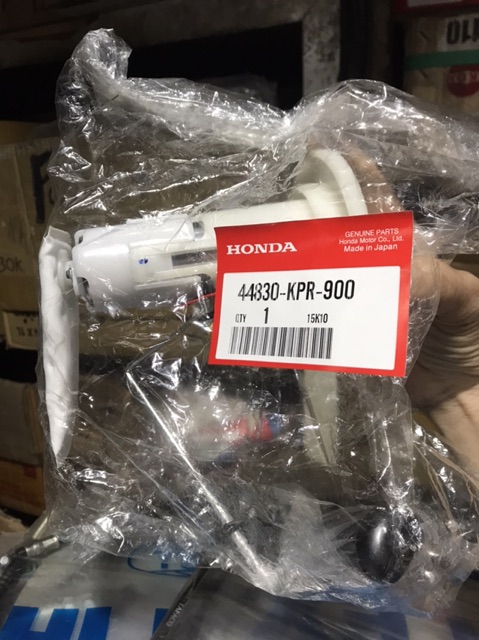 HONDA
GENUINE PARTS
Honda Motor Co., Ltd.
Made in Japan
44830-KPR-900
QTY 1 15K10